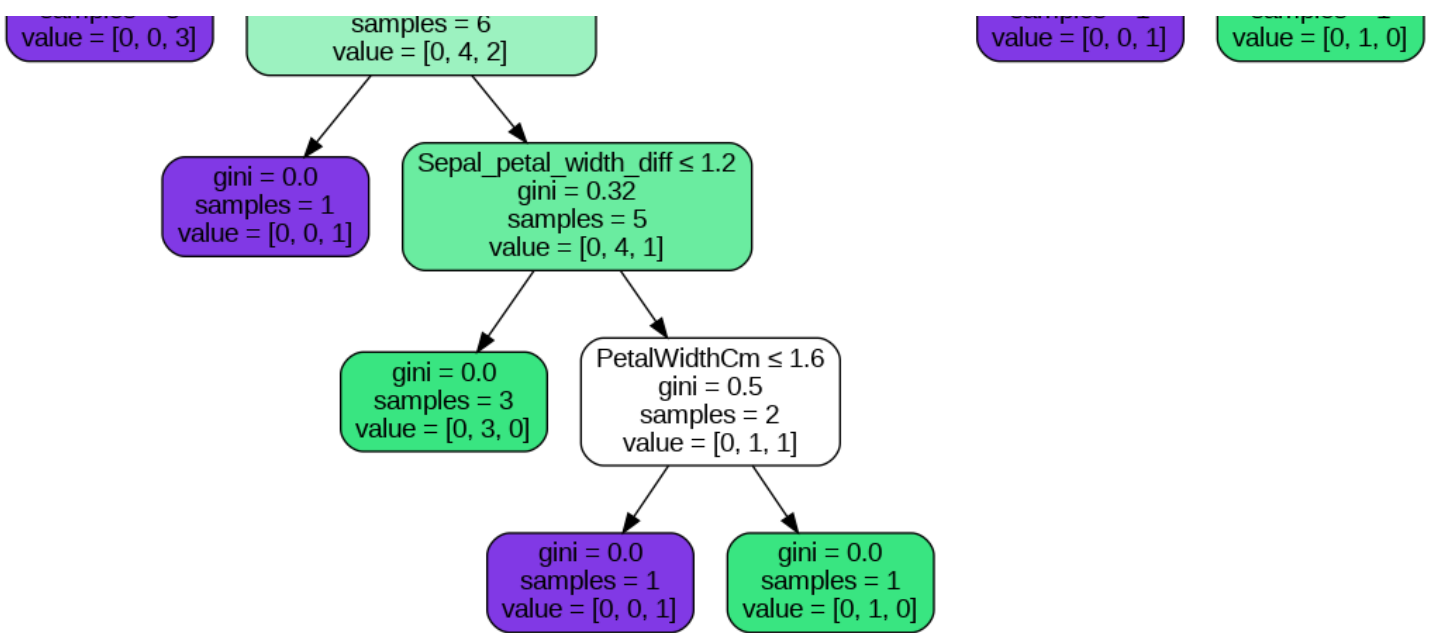 value = [0, 0, 3]
samples = 6
value = [0, 4, 2]
value = [0, 0, 1]
value = [0, 1, 0]
gini = 0.0
samples = 1
value = [0, 0, 1]
Sepal_petal_width_diff ≤ 1.2
gini = 0.32
samples = 5
value = [0, 4, 1]
gini = 0.0
samples = 3
value = [0, 3, 0]
PetalWidthCm ≤ 1.6
gini = 0.5
samples = 2
value = [0, 1, 1]
gini = 0.0
samples = 1
value = [0, 0, 1]
gini = 0.0
samples = 1
value = [0, 1, 0]